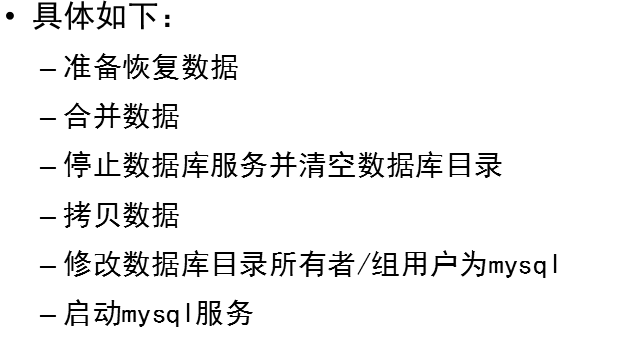 • 具体如下：
– 准备恢复数据
– 合并数据
– 停止数据库服务并清空数据库目录
– 拷贝数据
– 修改数据库目录所有者/组用户为mysql
– 启动mysql服务